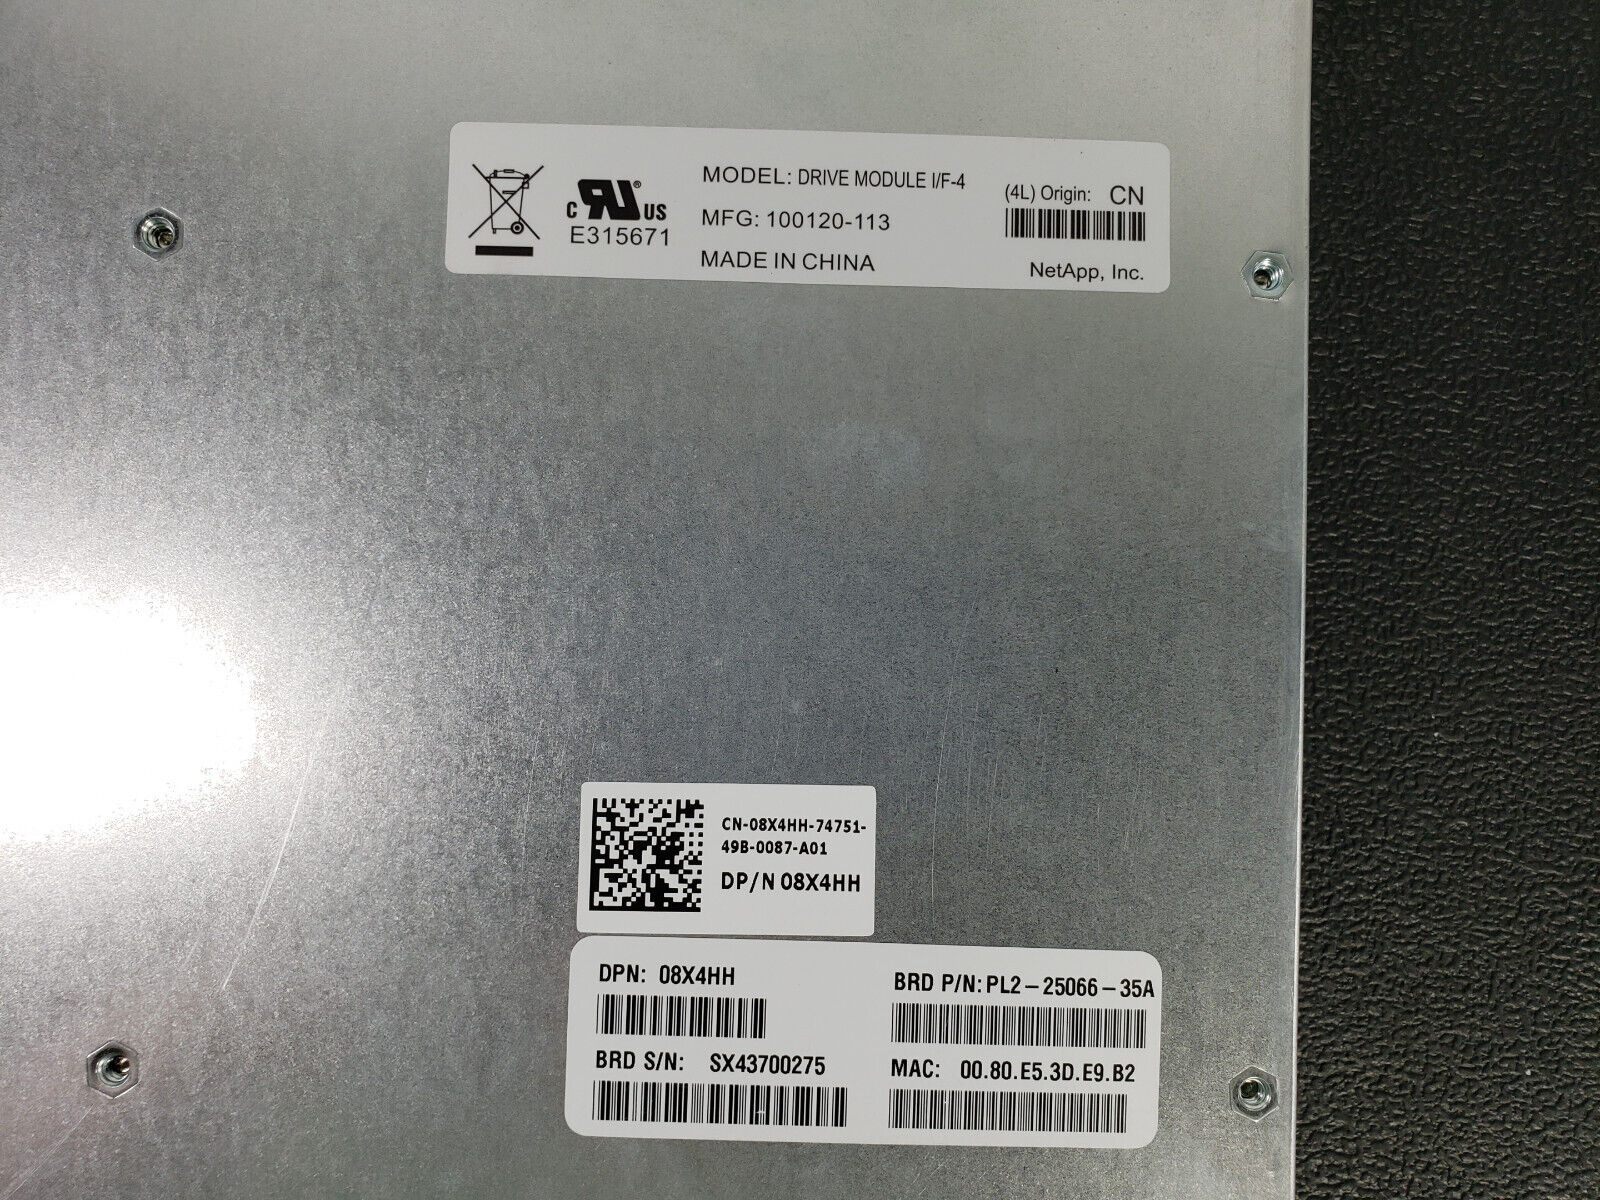 MODEL: DRIVE MODULE I/F-4
MFG: 100120-113
MADE IN CHINA
C RU ® US
E315671
(4L) Origin: CN
NetApp, Inc.
CN-08X4HH-74751-
49B-0087-A01
DP/N 08X4HH
DPN: 08X4HH
BRD P/N: PL2-25066-35A
BRD S/N: SX43700275
MAC: 00.80.E5.3D.E9.B2